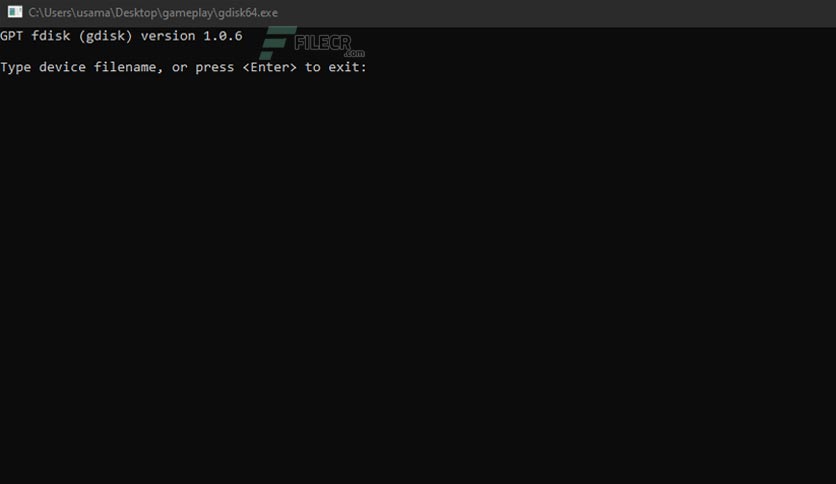 C:\Users\usama\Desktop\gameplay\gdisk64.exe
GPT fdisk (gdisk) version 1.0.6
FILECR
.com
Type device filename, or press <Enter> to exit: